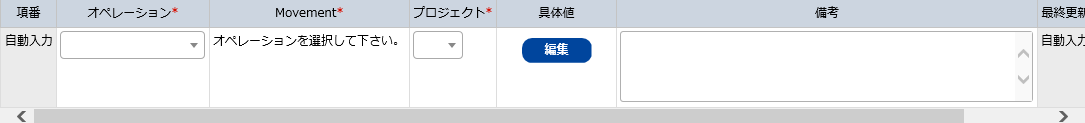 項番 オペレーション* Movement* プロジェクト* 具体値 備考 最終更新
自動入力 オペレーションを選択して下さい。 編集 自動入力